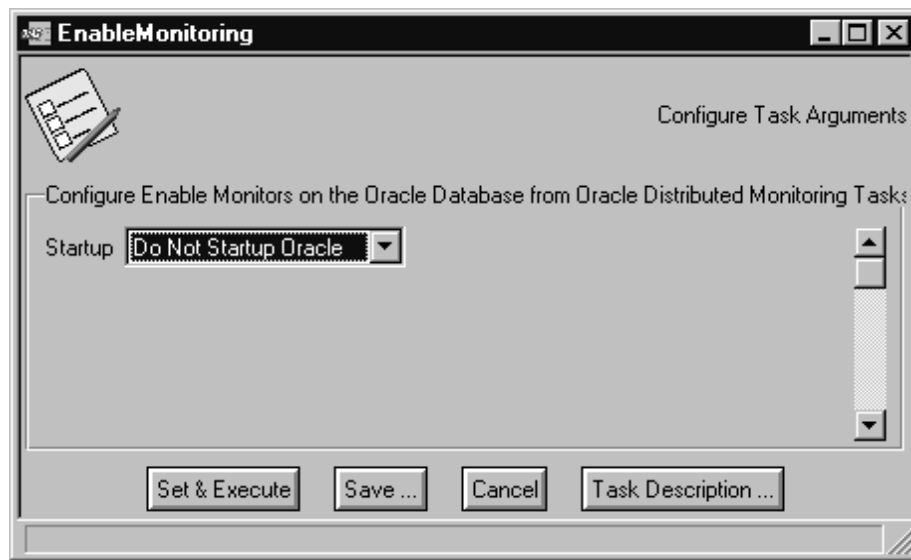 EnableMonitoring
Configure Task Arguments
Configure Enable Monitors on the Oracle Database from Oracle Distributed Monitoring Tasks
Startup Do Not Startup Oracle
Set & Execute Save ... Cancel Task Description ...